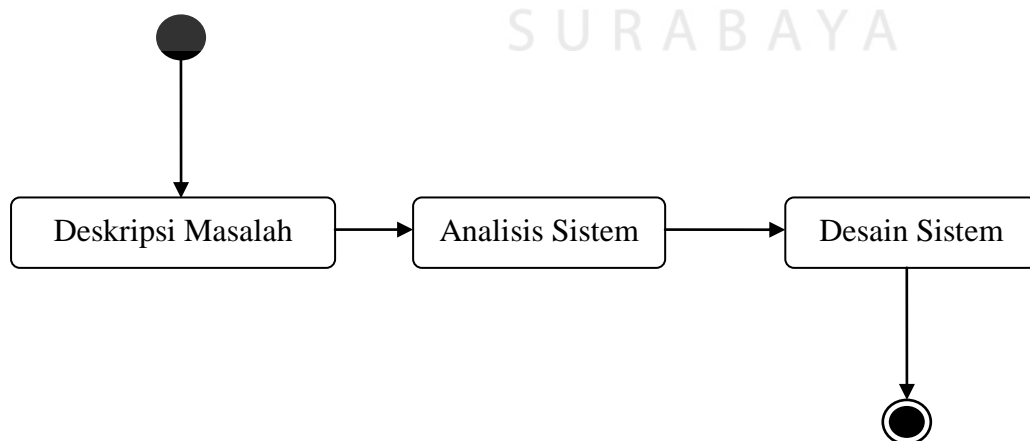 SURABAYA
Deskripsi Masalah
Analisis Sistem
Desain Sistem